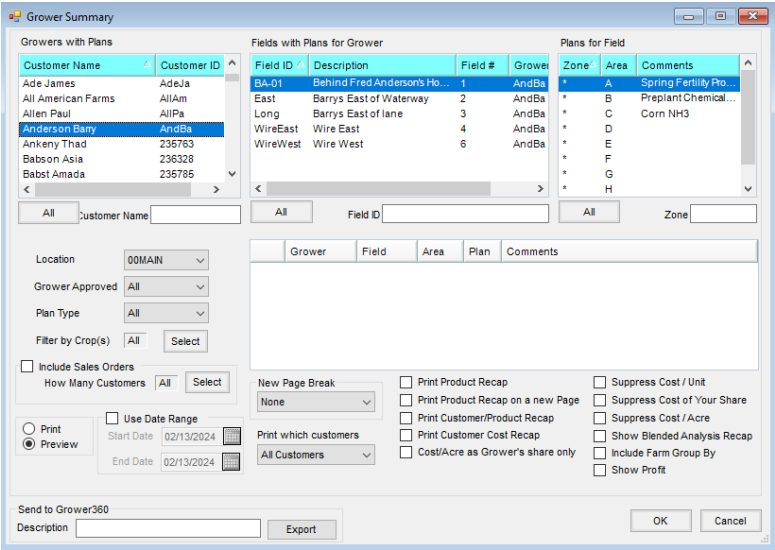 Grower Summary
Growers with Plans
Customer Name Customer ID
Ade James AdeJa
All American Farms AllAm
Allen Paul AllPa
Anderson Barry AndBa
Ankeny Thad 235763
Babson Asia 236328
Babst Amada 235785
All Customer Name
Fields with Plans for Grower
Field ID Description Field # Grower
BA-01 Behind Fred Anderson's Ho... 1 AndBa
East Barrys East of Waterway 2 AndBa
Long Barrys East of lane 3 AndBa
WireEast Wire East 4 AndBa
WireWest Wire West 6 AndBa
All Field ID
Plans for Field
Zone Area Comments
* A Spring Fertility Pro...
* B Preplant Chemical...
* C Corn NH3
* D
* E
* F
* G
* H
All Zone
Location 00MAIN
Grower Approved All
Plan Type All
Filter by Crop(s) All Select
Include Sales Orders
How Many Customers All Select
Print
Preview
Use Date Range
Start Date 02/13/2024
End Date 02/13/2024
Grower Field Area Plan Comments
New Page Break
None
Print which customers
All Customers
Print Product Recap
Print Product Recap on a new Page
Print Customer/Product Recap
Print Customer Cost Recap
Cost/Acre as Grower's share only
Suppress Cost / Unit
Suppress Cost of Your Share
Suppress Cost / Acre
Show Blended Analysis Recap
Include Farm Group By
Show Profit
Send to Grower360
Description Export
OK Cancel